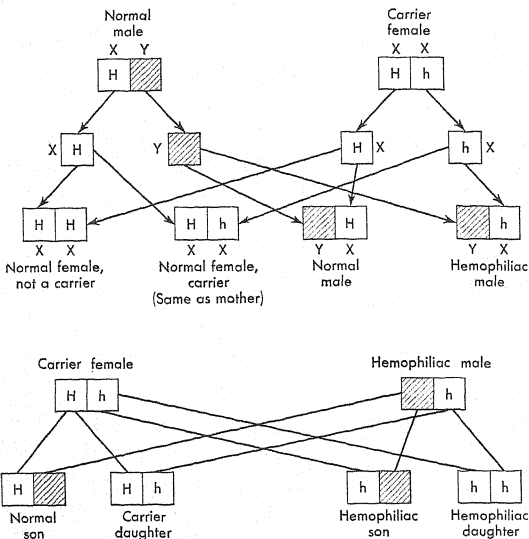 Normal
male
X Y
H
Carrier
female
X X
H h
X H
Y
H X
h X
H H
X X
Normal female,
not a carrier
H h
X X
Normal female,
carrier
(Same as mother)
H
Y X
Normal
male
h
Y X
Hemophiliac
male
Carrier female
H h
Hemophiliac male
h
H
Normal
son
H h
Carrier
daughter
h
Hemophiliac
son
h h
Hemophiliac
daughter